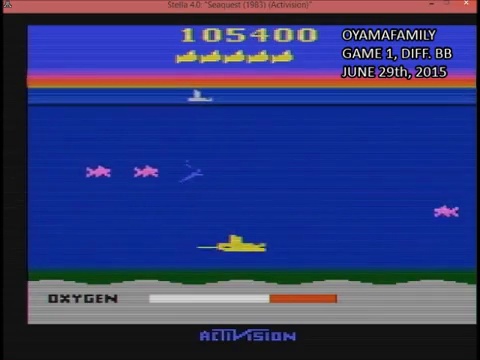 Stella 4.0: "Seaquest (1983) (Activision)"
105400
OYAMAFAMILY
GAME 1, DIFF. BB
JUNE 29th, 2015
OXYGEN
ACTIVISION